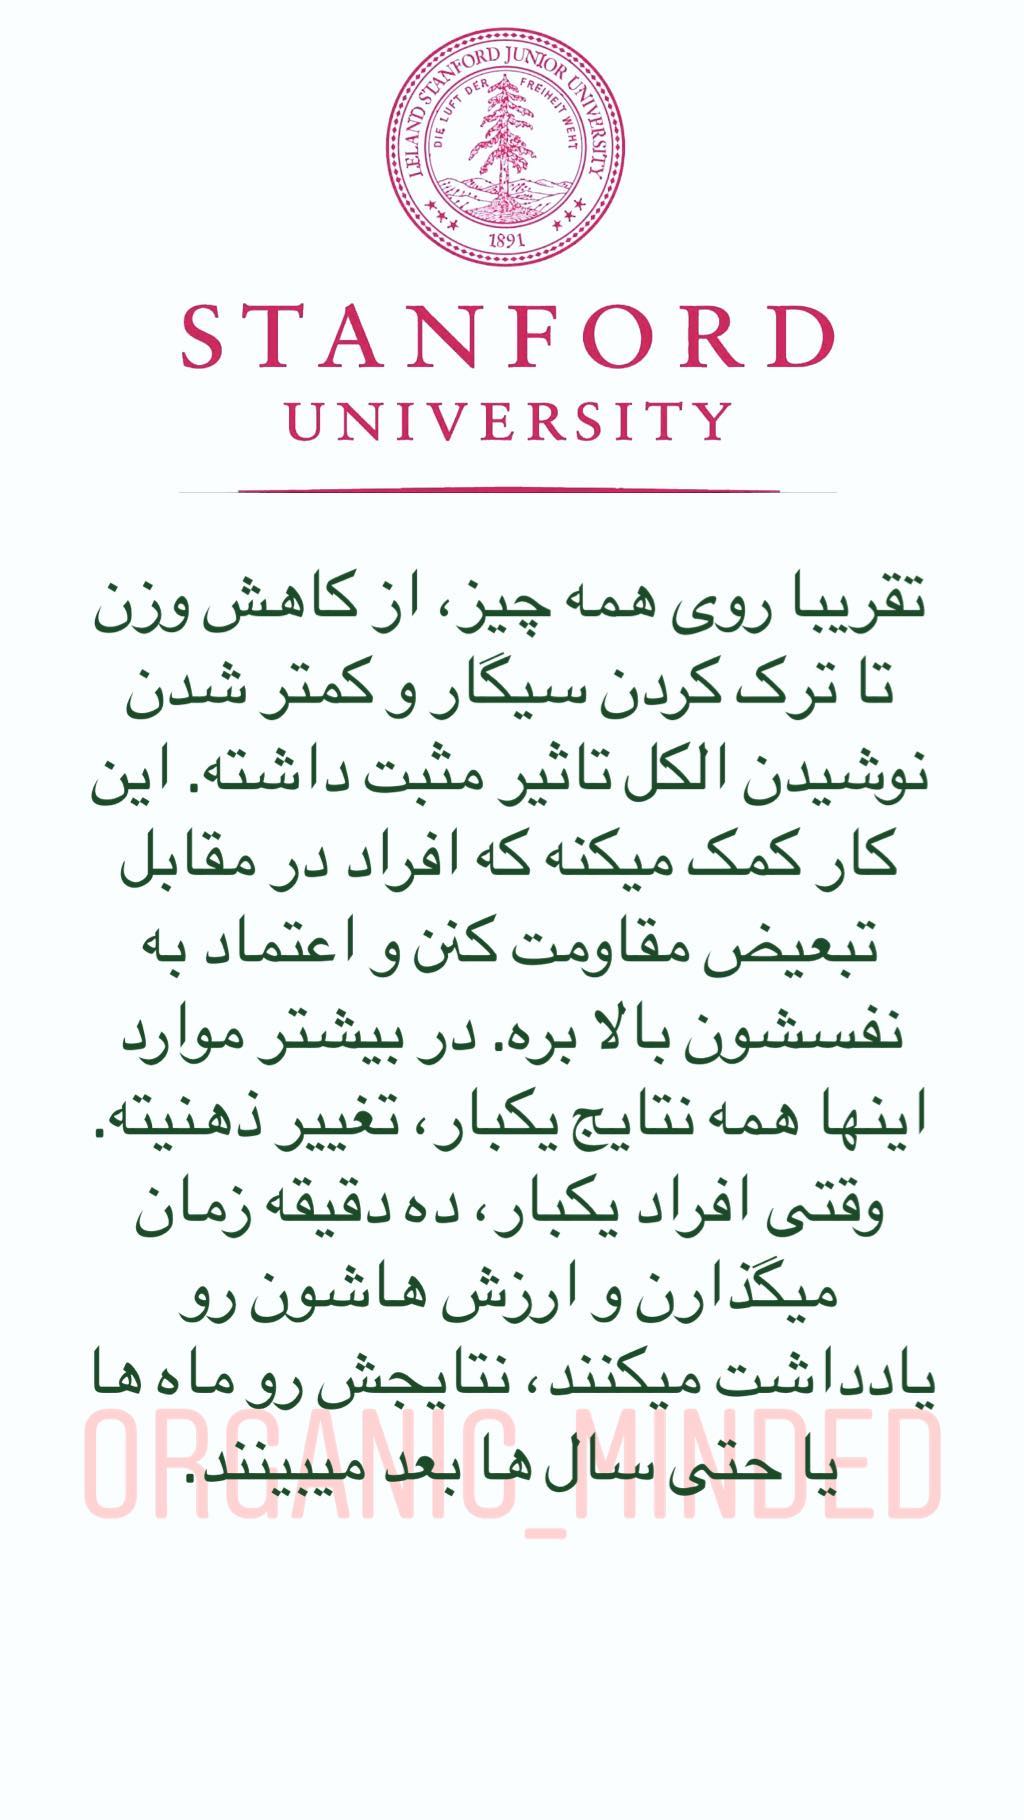 LELAND STANFORD JUNIOR UNIVERSITY
DIE LUFT DER FREIHEIT WEHT
1891
STANFORD
UNIVERSITY
تقریبا روی همه چیز، از کاهش وزن
تا ترک کردن سیگار و کمتر شدن
نوشیدن الکل تاثیر مثبت داشته. این
کار کمک میکنه که افراد در مقابل
تبعیض مقاومت کنن و اعتماد به
نفسشون بالا بره. در بیشتر موارد
اینها همه نتایج یکبار، تغییر ذهنیته.
وقتی افراد یکبار، ده دقیقه زمان
میگذارن و ارزش هاشون رو
یادداشت میکنند، نتایجش رو ماه ها
یا حتی سال ها بعد میبینند.
ORGANIC_MINDED